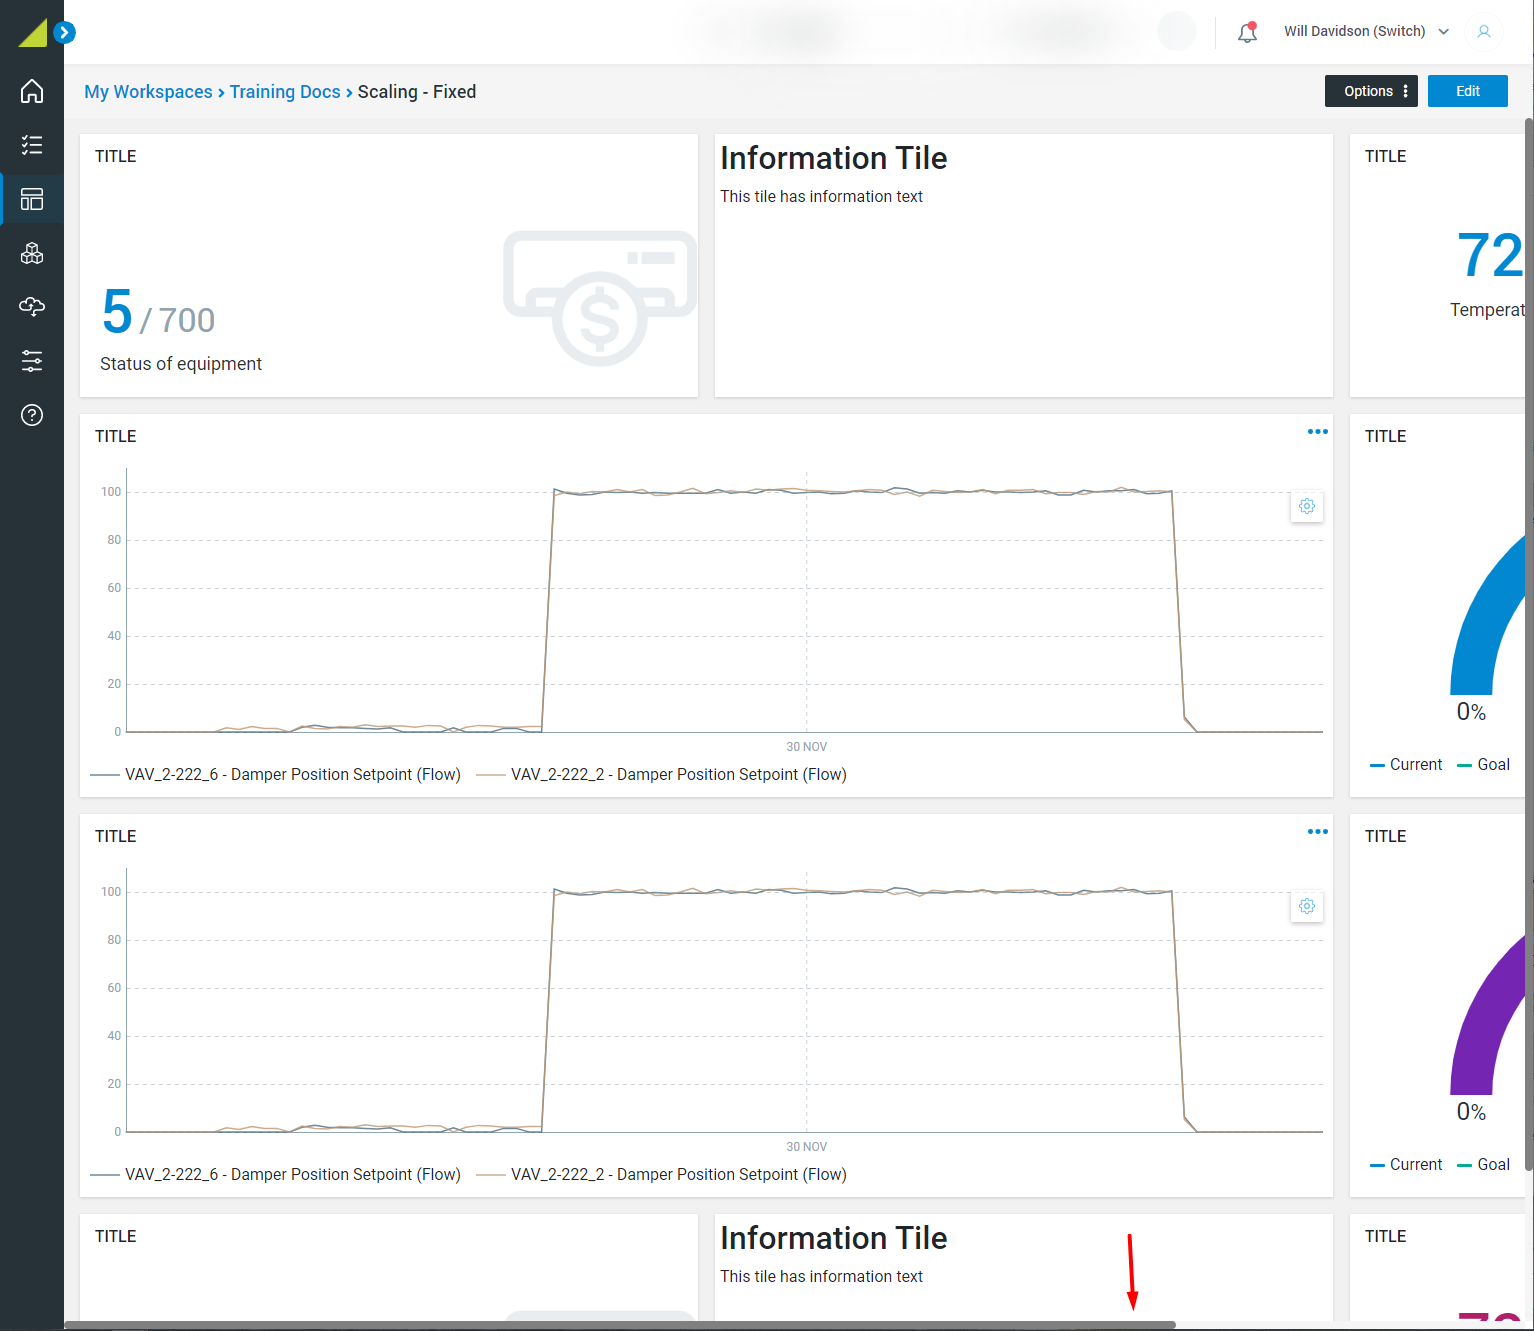 Will Davidson (Switch)
My Workspaces > Training Docs > Scaling - Fixed
Options
Edit
TITLE
5 / 700
Status of equipment
Information Tile
This tile has information text
TITLE
72
Temperat
TITLE
100
80
60
40
20
0
30 NOV
VAV_2-222_6 - Damper Position Setpoint (Flow)
VAV_2-222_2 - Damper Position Setpoint (Flow)
TITLE
0%
Current
Goal
TITLE
100
80
60
40
20
0
30 NOV
VAV_2-222_6 - Damper Position Setpoint (Flow)
VAV_2-222_2 - Damper Position Setpoint (Flow)
TITLE
0%
Current
Goal
TITLE
Information Tile
This tile has information text
TITLE